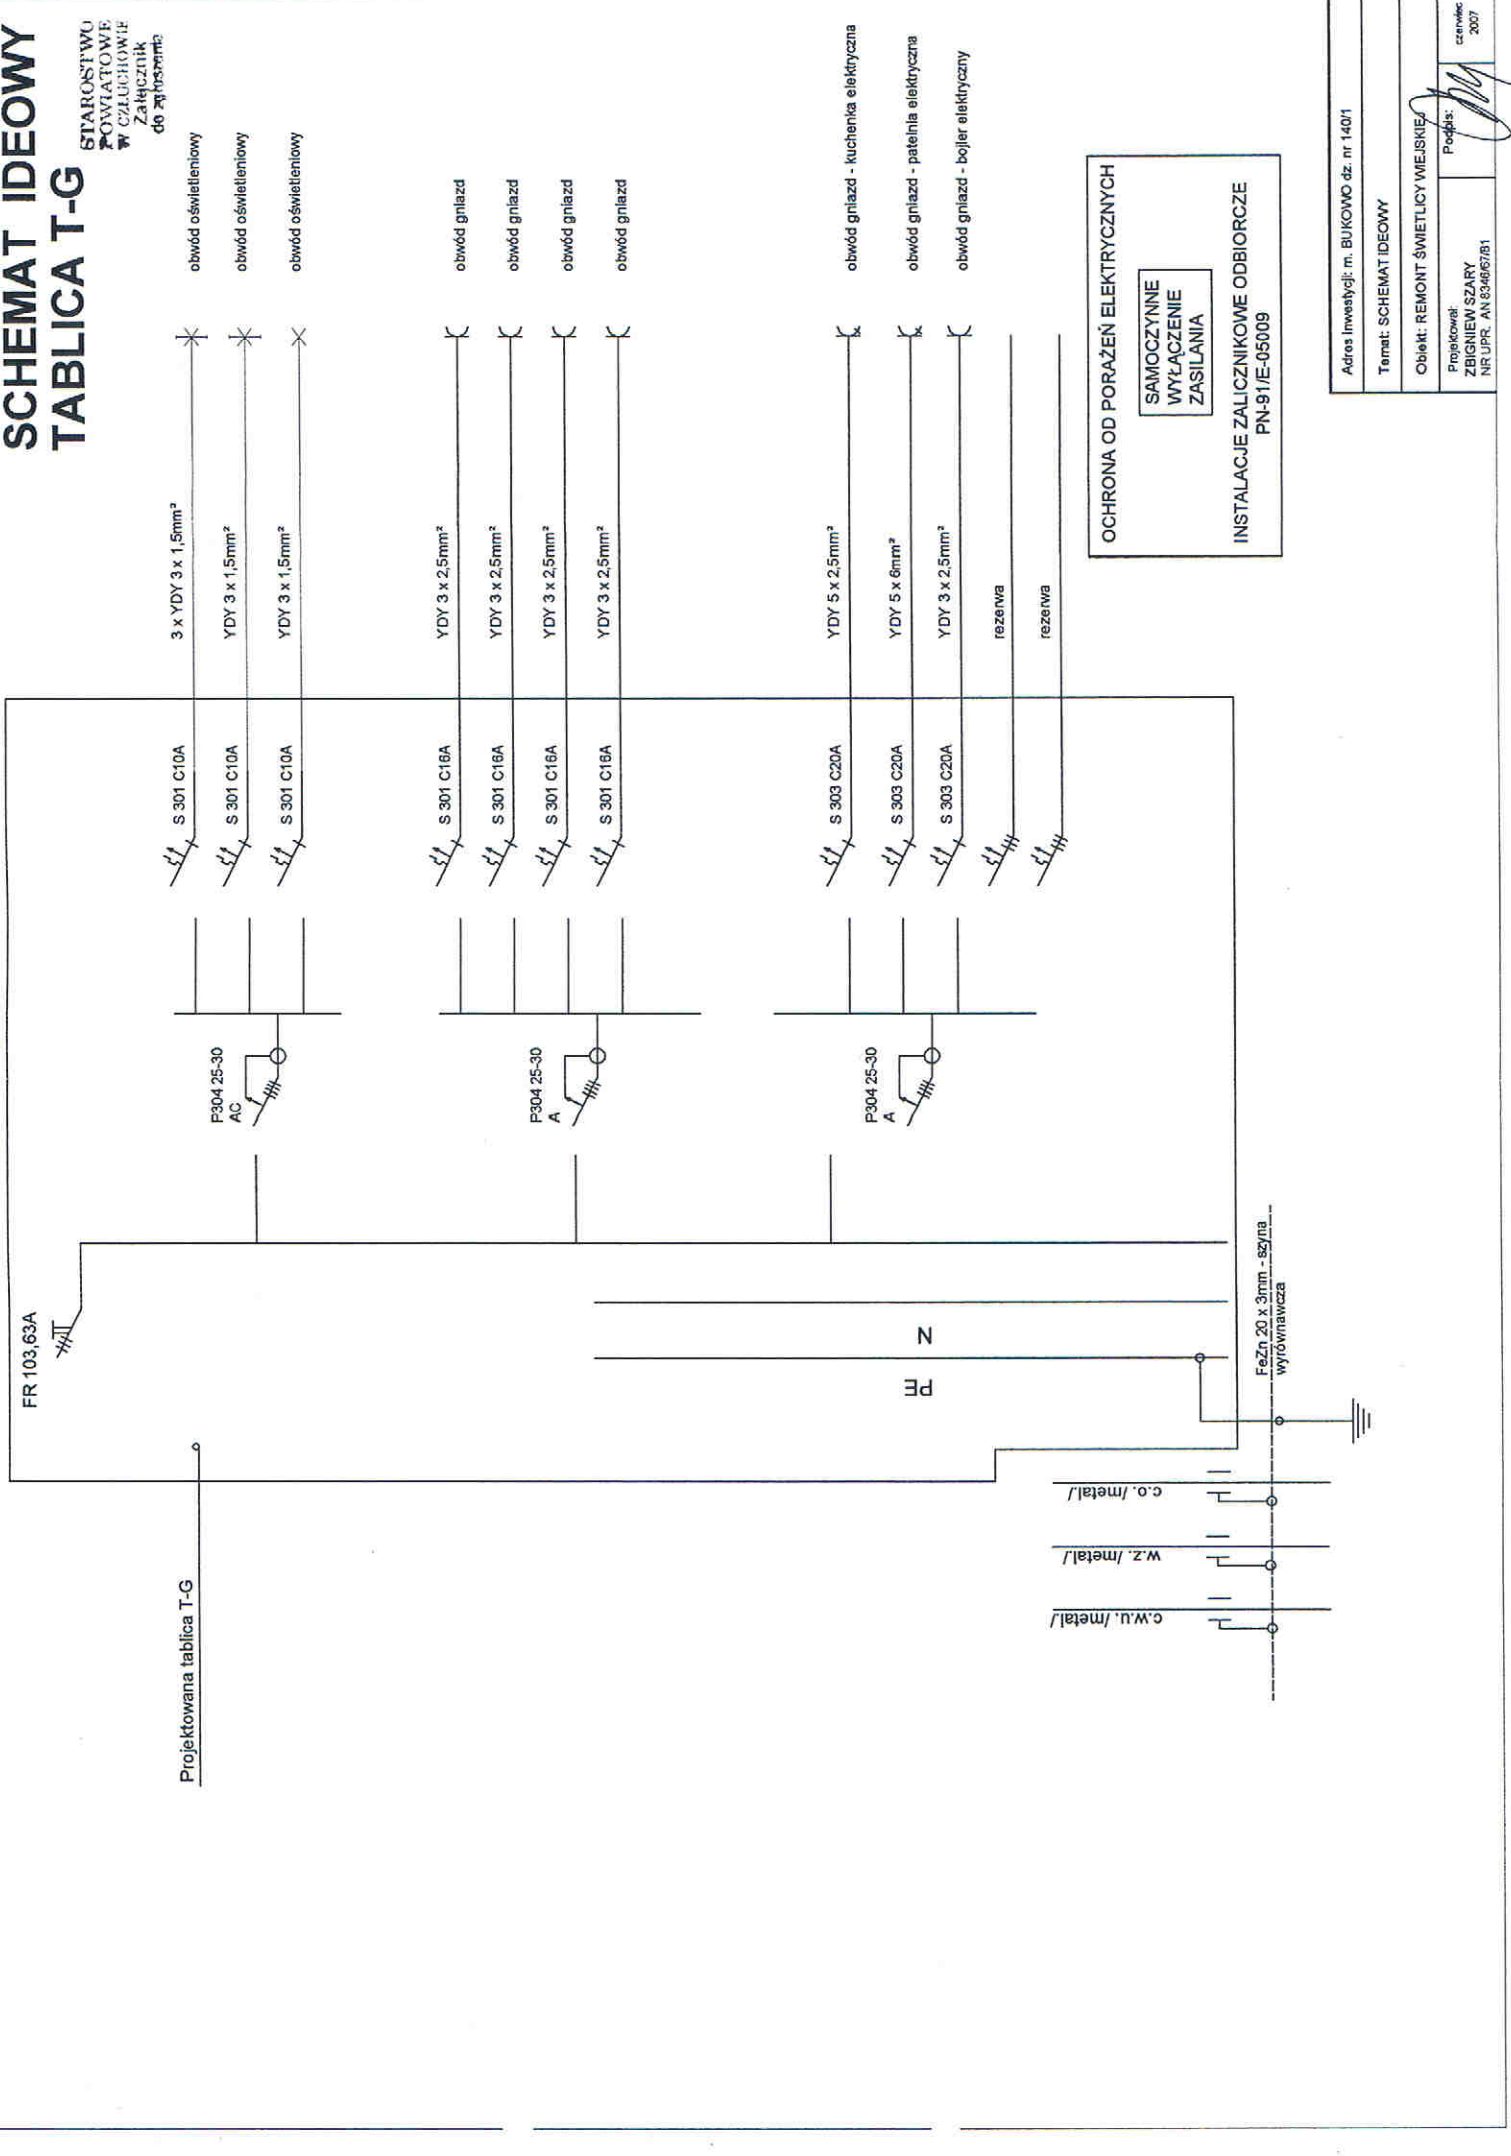 SCHEMAT IDEOWY
TABLICA T-G
STAROSTWO
POWIATOWE
W CZŁUCHOWIE
Załącznik
do zgłoszenia
FR 103,63A
Projektowana tablica T-G
P304 25-30
AC
S 301 C10A
3 x YDY 3 x 1,5mm²
obwód oświetleniowy
S 301 C10A
YDY 3 x 1,5mm²
obwód oświetleniowy
S 301 C10A
YDY 3 x 1,5mm²
obwód oświetleniowy
P304 25-30
A
S 301 C16A
YDY 3 x 2,5mm²
obwód gniazd
S 301 C16A
YDY 3 x 2,5mm²
obwód gniazd
S 301 C16A
YDY 3 x 2,5mm²
obwód gniazd
S 301 C16A
YDY 3 x 2,5mm²
obwód gniazd
P304 25-30
A
S 303 C20A
YDY 5 x 2,5mm²
obwód gniazd - kuchenka elektryczna
S 303 C20A
YDY 5 x 6mm²
obwód gniazd - patelnia elektryczna
S 303 C20A
YDY 3 x 2,5mm²
obwód gniazd - bojler elektryczny
rezerwa
rezerwa
N
PE
c.w.u. /metal./
w.z. /metal./
c.o. /metal./
FeZn 20 x 3mm - szyna
wyrównawcza
OCHRONA OD PORAŻEŃ ELEKTRYCZNYCH
SAMOCZYNNE
WYŁĄCZENIE
ZASILANIA
INSTALACJE ZALICZNIKOWE ODBIORCZE
PN-91/E-05009
Adres Inwestycji: m. BUKOWO dz. nr 140/1
Temat: SCHEMAT IDEOWY
Obiekt: REMONT ŚWIETLICY WIEJSKIEJ
Projektował:
ZBIGNIEW SZARY
NR UPR. AN 8346/67/81
Podpis:
czerwiec
2007